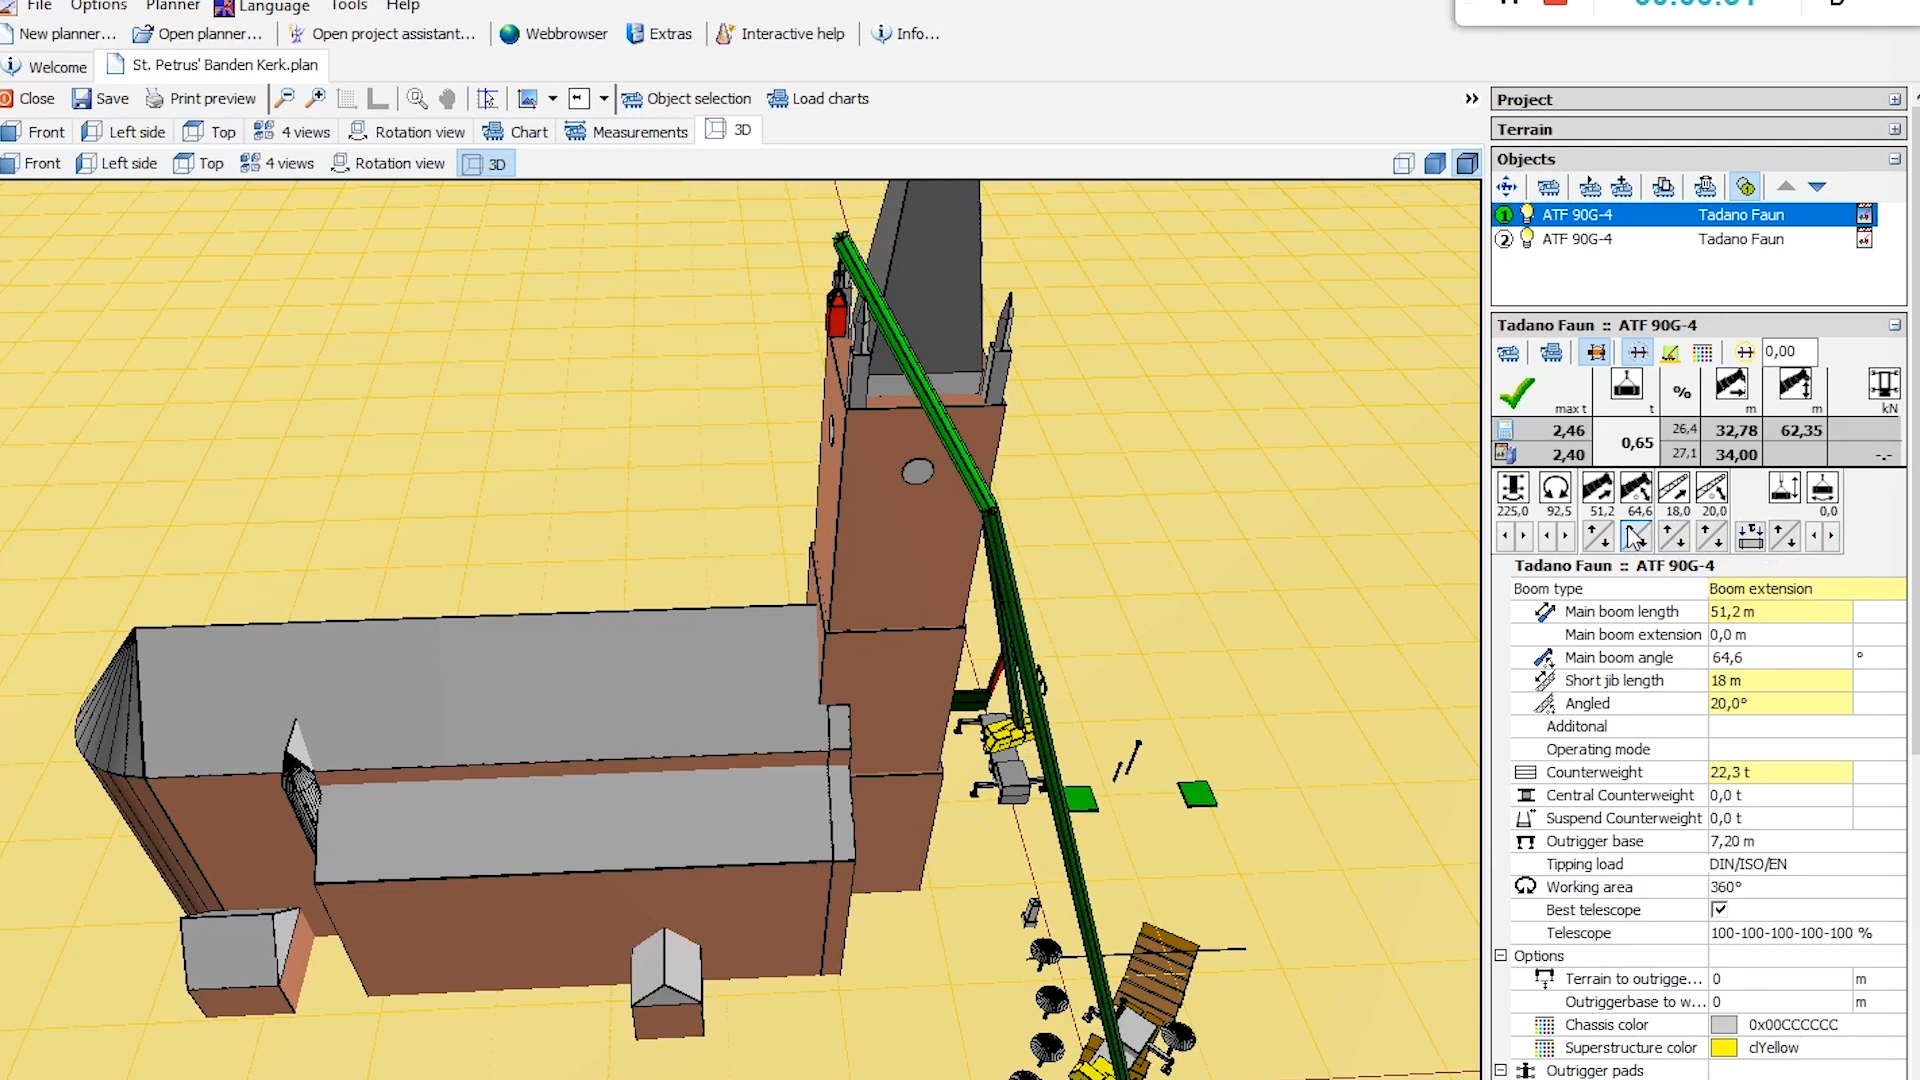 File Options Planner Language Tools Help
New planner... Open planner... Open project assistant... Webbrowser Extras Interactive help Info...
Welcome St. Petrus' Banden Kerk.plan
Close Save Print preview Object selection Load charts »
Front Left side Top 4 views Rotation view Chart Measurements 3D
Front Left side Top 4 views Rotation view 3D
Project
Terrain
Objects
1 ATF 90G-4 Tadano Faun
2 ATF 90G-4 Tadano Faun
Tadano Faun :: ATF 90G-4
0,00
max t t % m m kN
2,46 0,65 26,4 32,78 62,35
2,40 27,1 34,00 -.-
225,0 92,5 51,2 64,6 18,0 20,0 0,0
Tadano Faun :: ATF 90G-4
Boom type Boom extension
Main boom length 51,2 m
Main boom extension 0,0 m
Main boom angle 64,6 °
Short jib length 18 m
Angled 20,0°
Additonal
Operating mode
Counterweight 22,3 t
Central Counterweight 0,0 t
Suspend Counterweight 0,0 t
Outrigger base 7,20 m
Tipping load DIN/ISO/EN
Working area 360°
Best telescope
Telescope 100-100-100-100-100 %
Options
Terrain to outrigge... 0 m
Outriggerbase to w... 0 m
Chassis color 0x00CCCCCC
Superstructure color clYellow
Outrigger pads